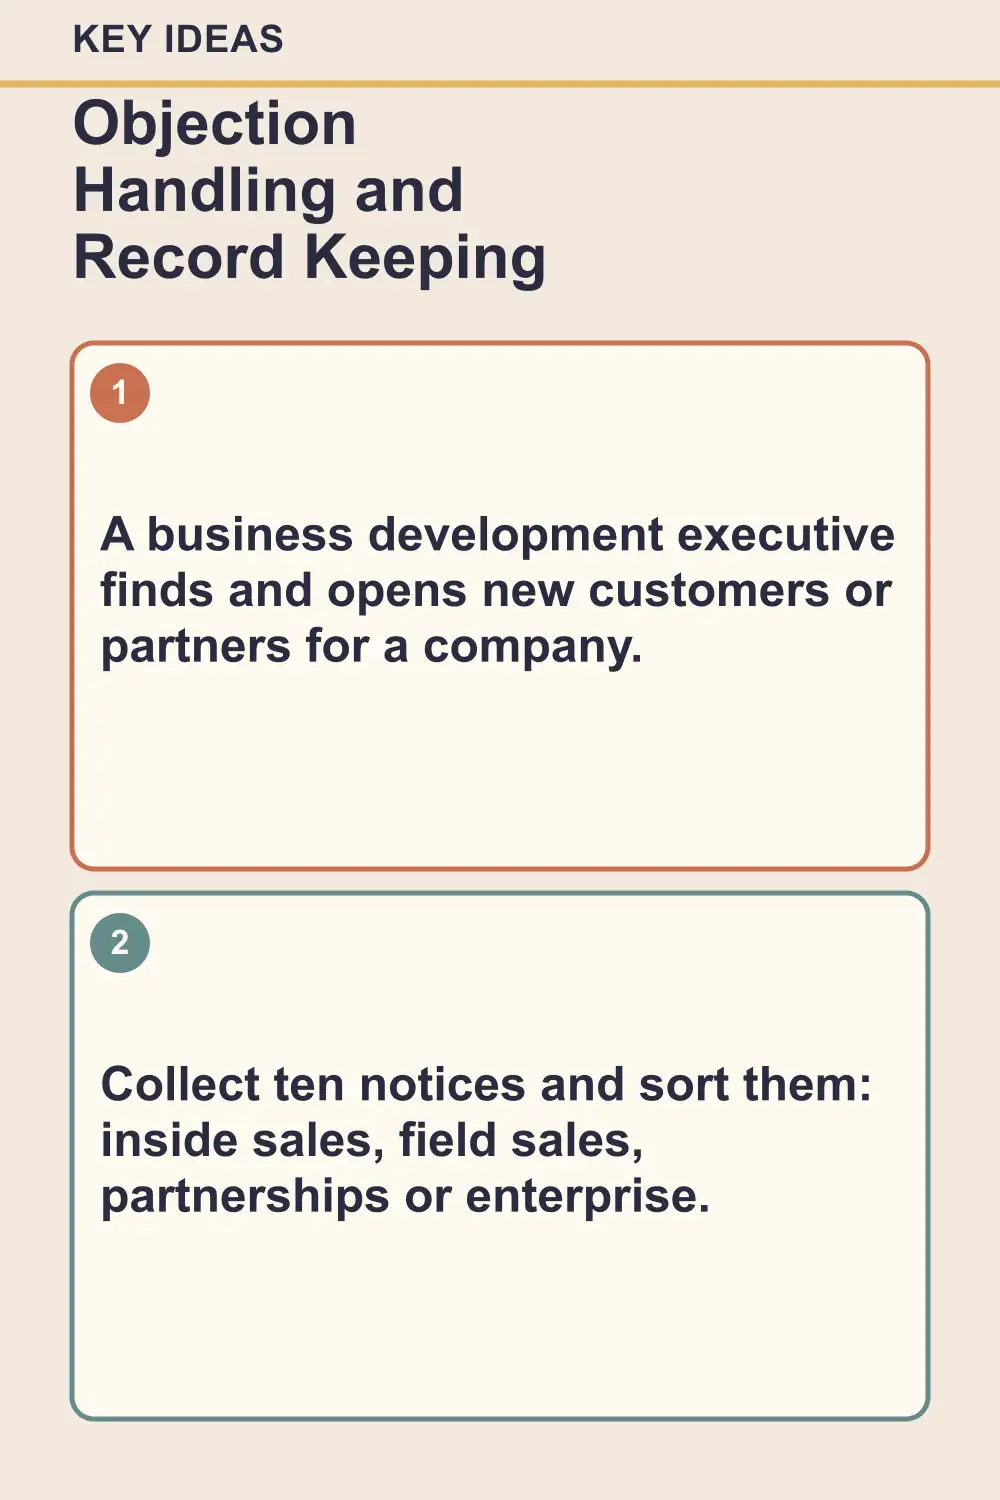 KEY IDEAS
Objection
Handling and
Record Keeping
1
A business development executive
finds and opens new customers or
partners for a company.
2
Collect ten notices and sort them:
inside sales, field sales,
partnerships or enterprise.